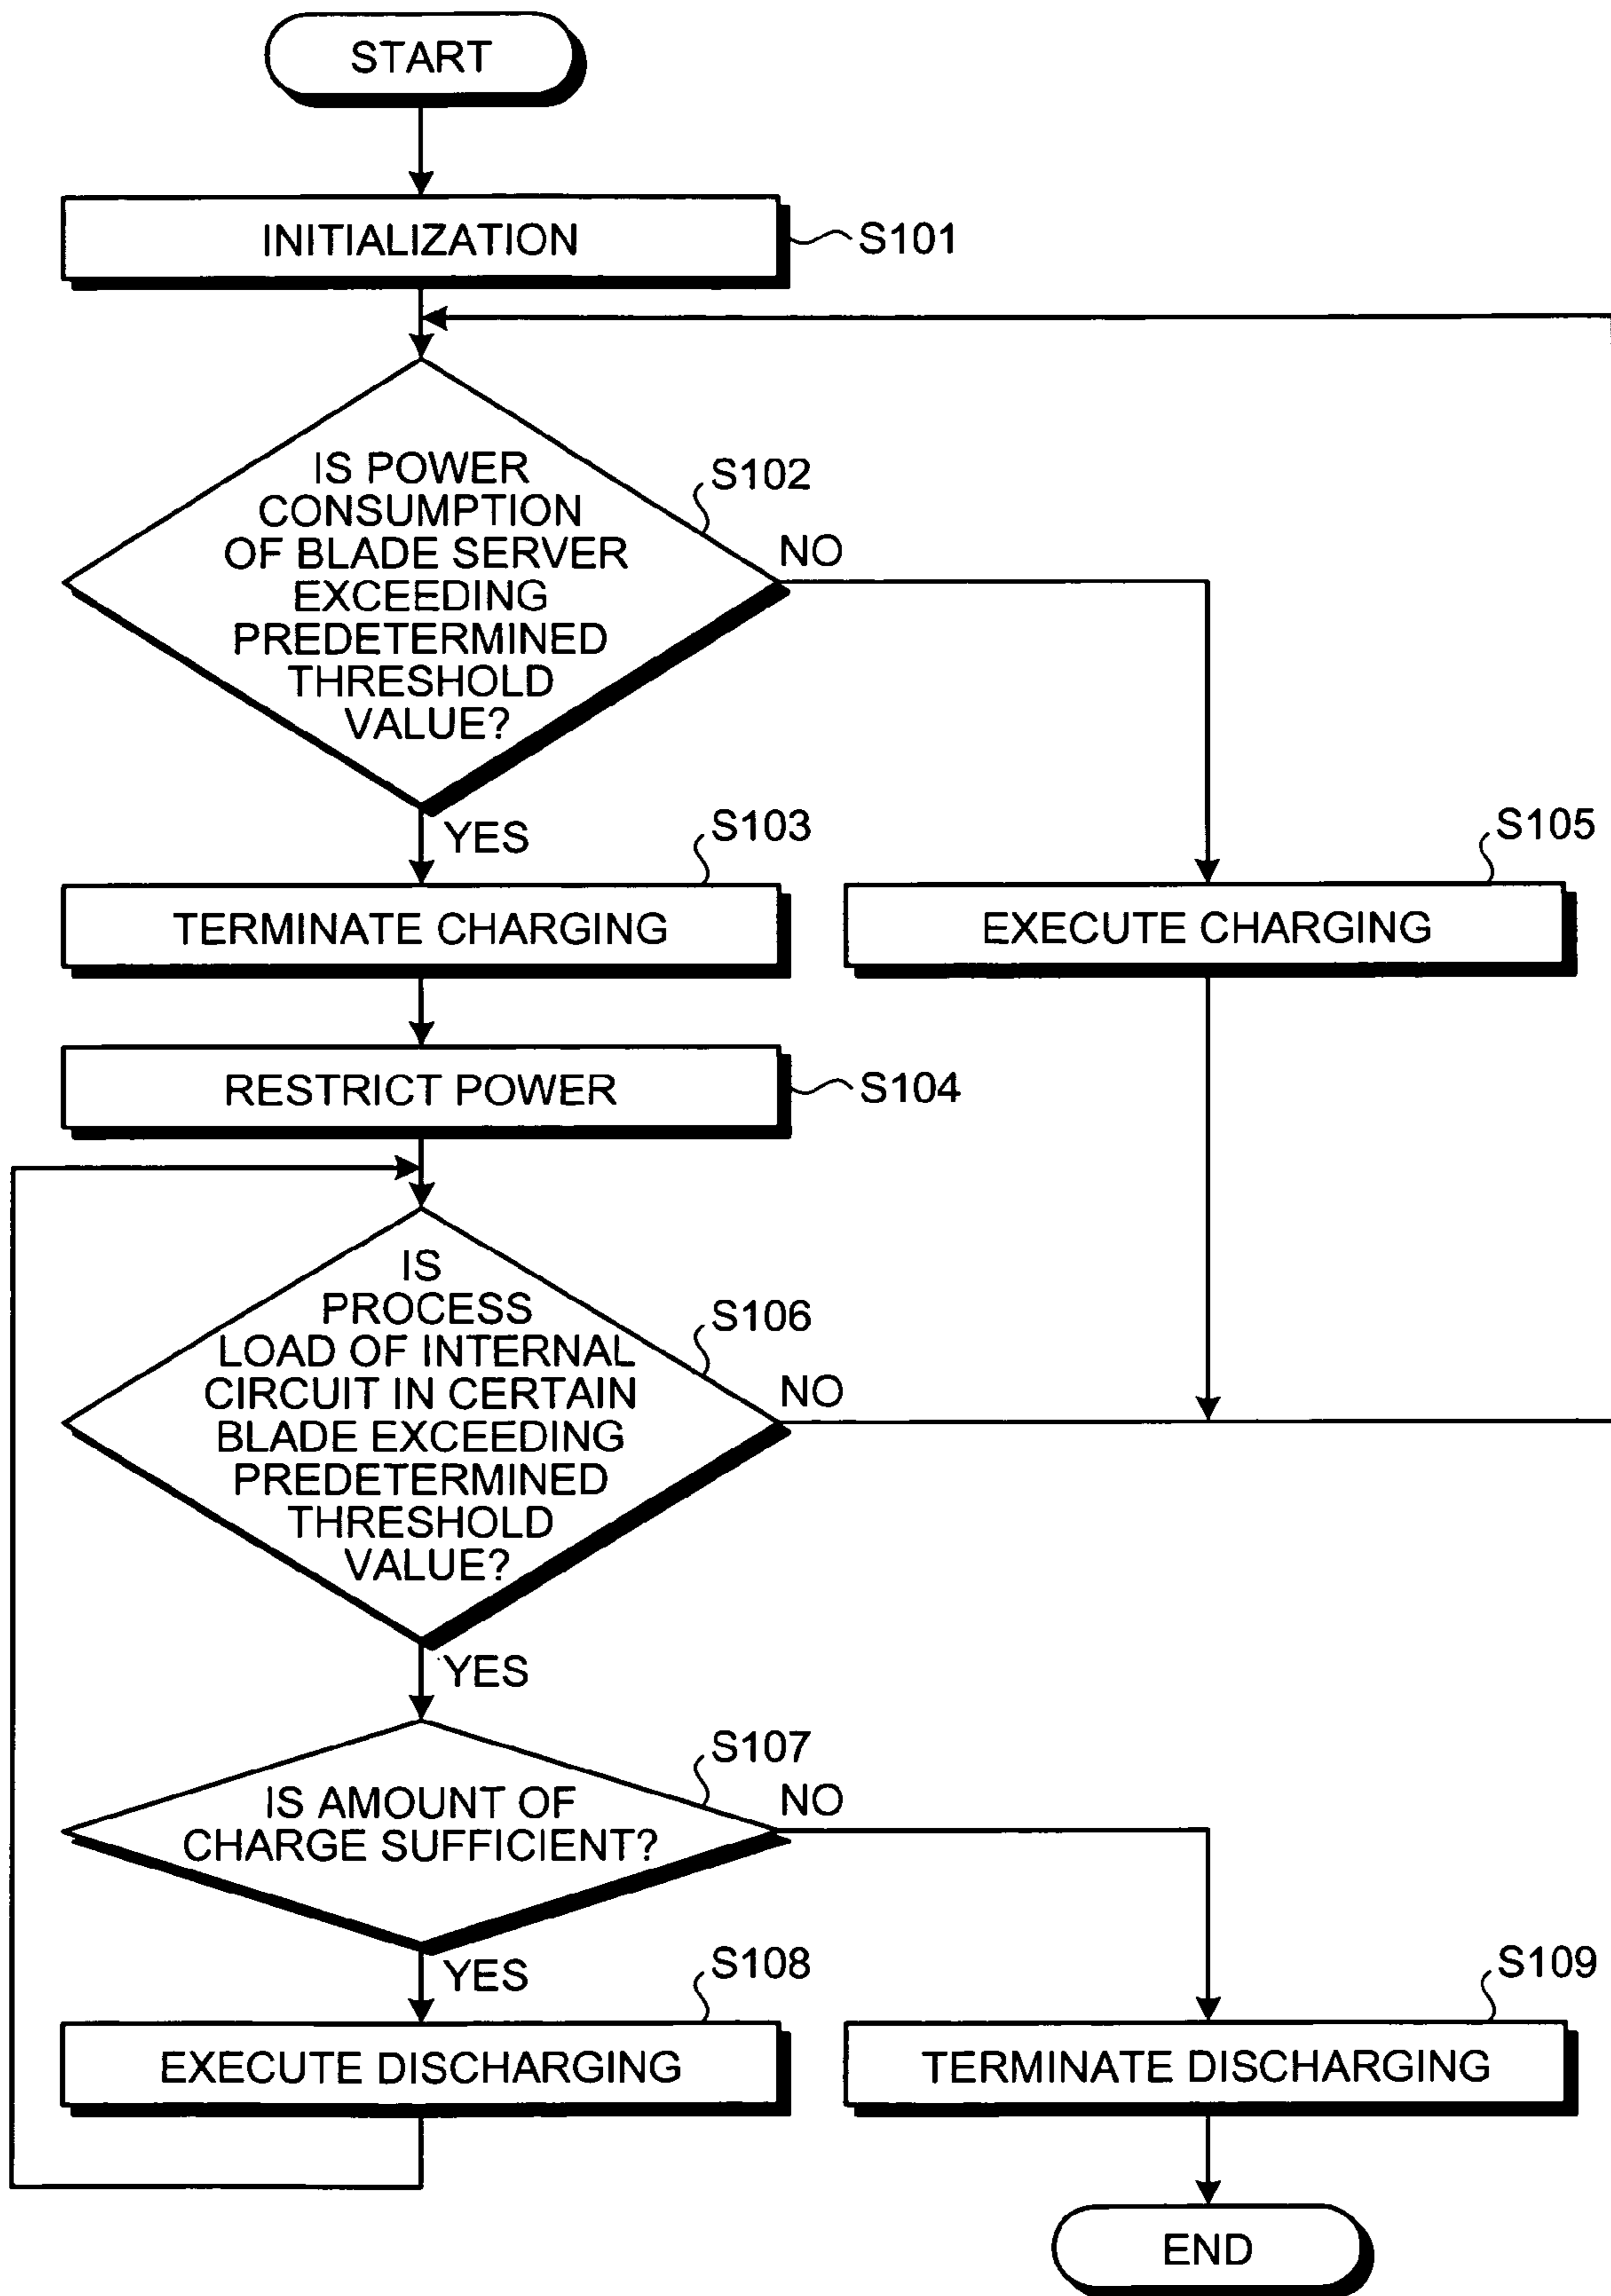 START
INITIALIZATION
S101
IS POWER
CONSUMPTION
OF BLADE SERVER
EXCEEDING
PREDETERMINED
THRESHOLD
VALUE?
S102
NO
YES
S103
TERMINATE CHARGING
S105
EXECUTE CHARGING
RESTRICT POWER
S104
IS
PROCESS
LOAD OF INTERNAL
CIRCUIT IN CERTAIN
BLADE EXCEEDING
PREDETERMINED
THRESHOLD
VALUE?
S106
NO
YES
S107
IS AMOUNT OF
CHARGE SUFFICIENT?
NO
YES
S108
EXECUTE DISCHARGING
S109
TERMINATE DISCHARGING
END